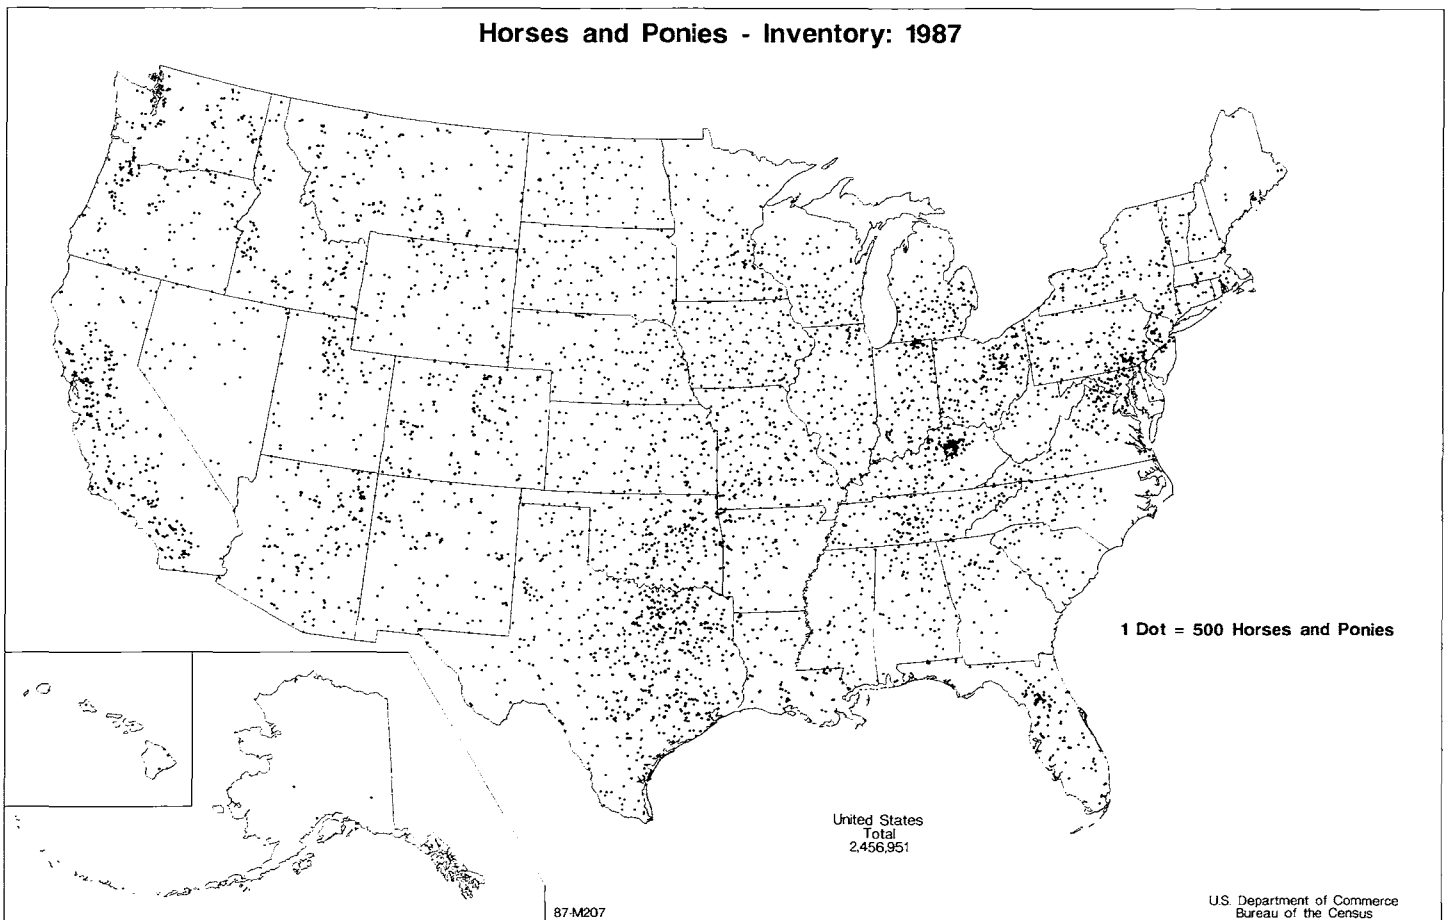 Horses and Ponies - Inventory: 1987
1 Dot = 500 Horses and Ponies
United States
Total
2,456,951
87-M207
U.S. Department of Commerce
Bureau of the Census